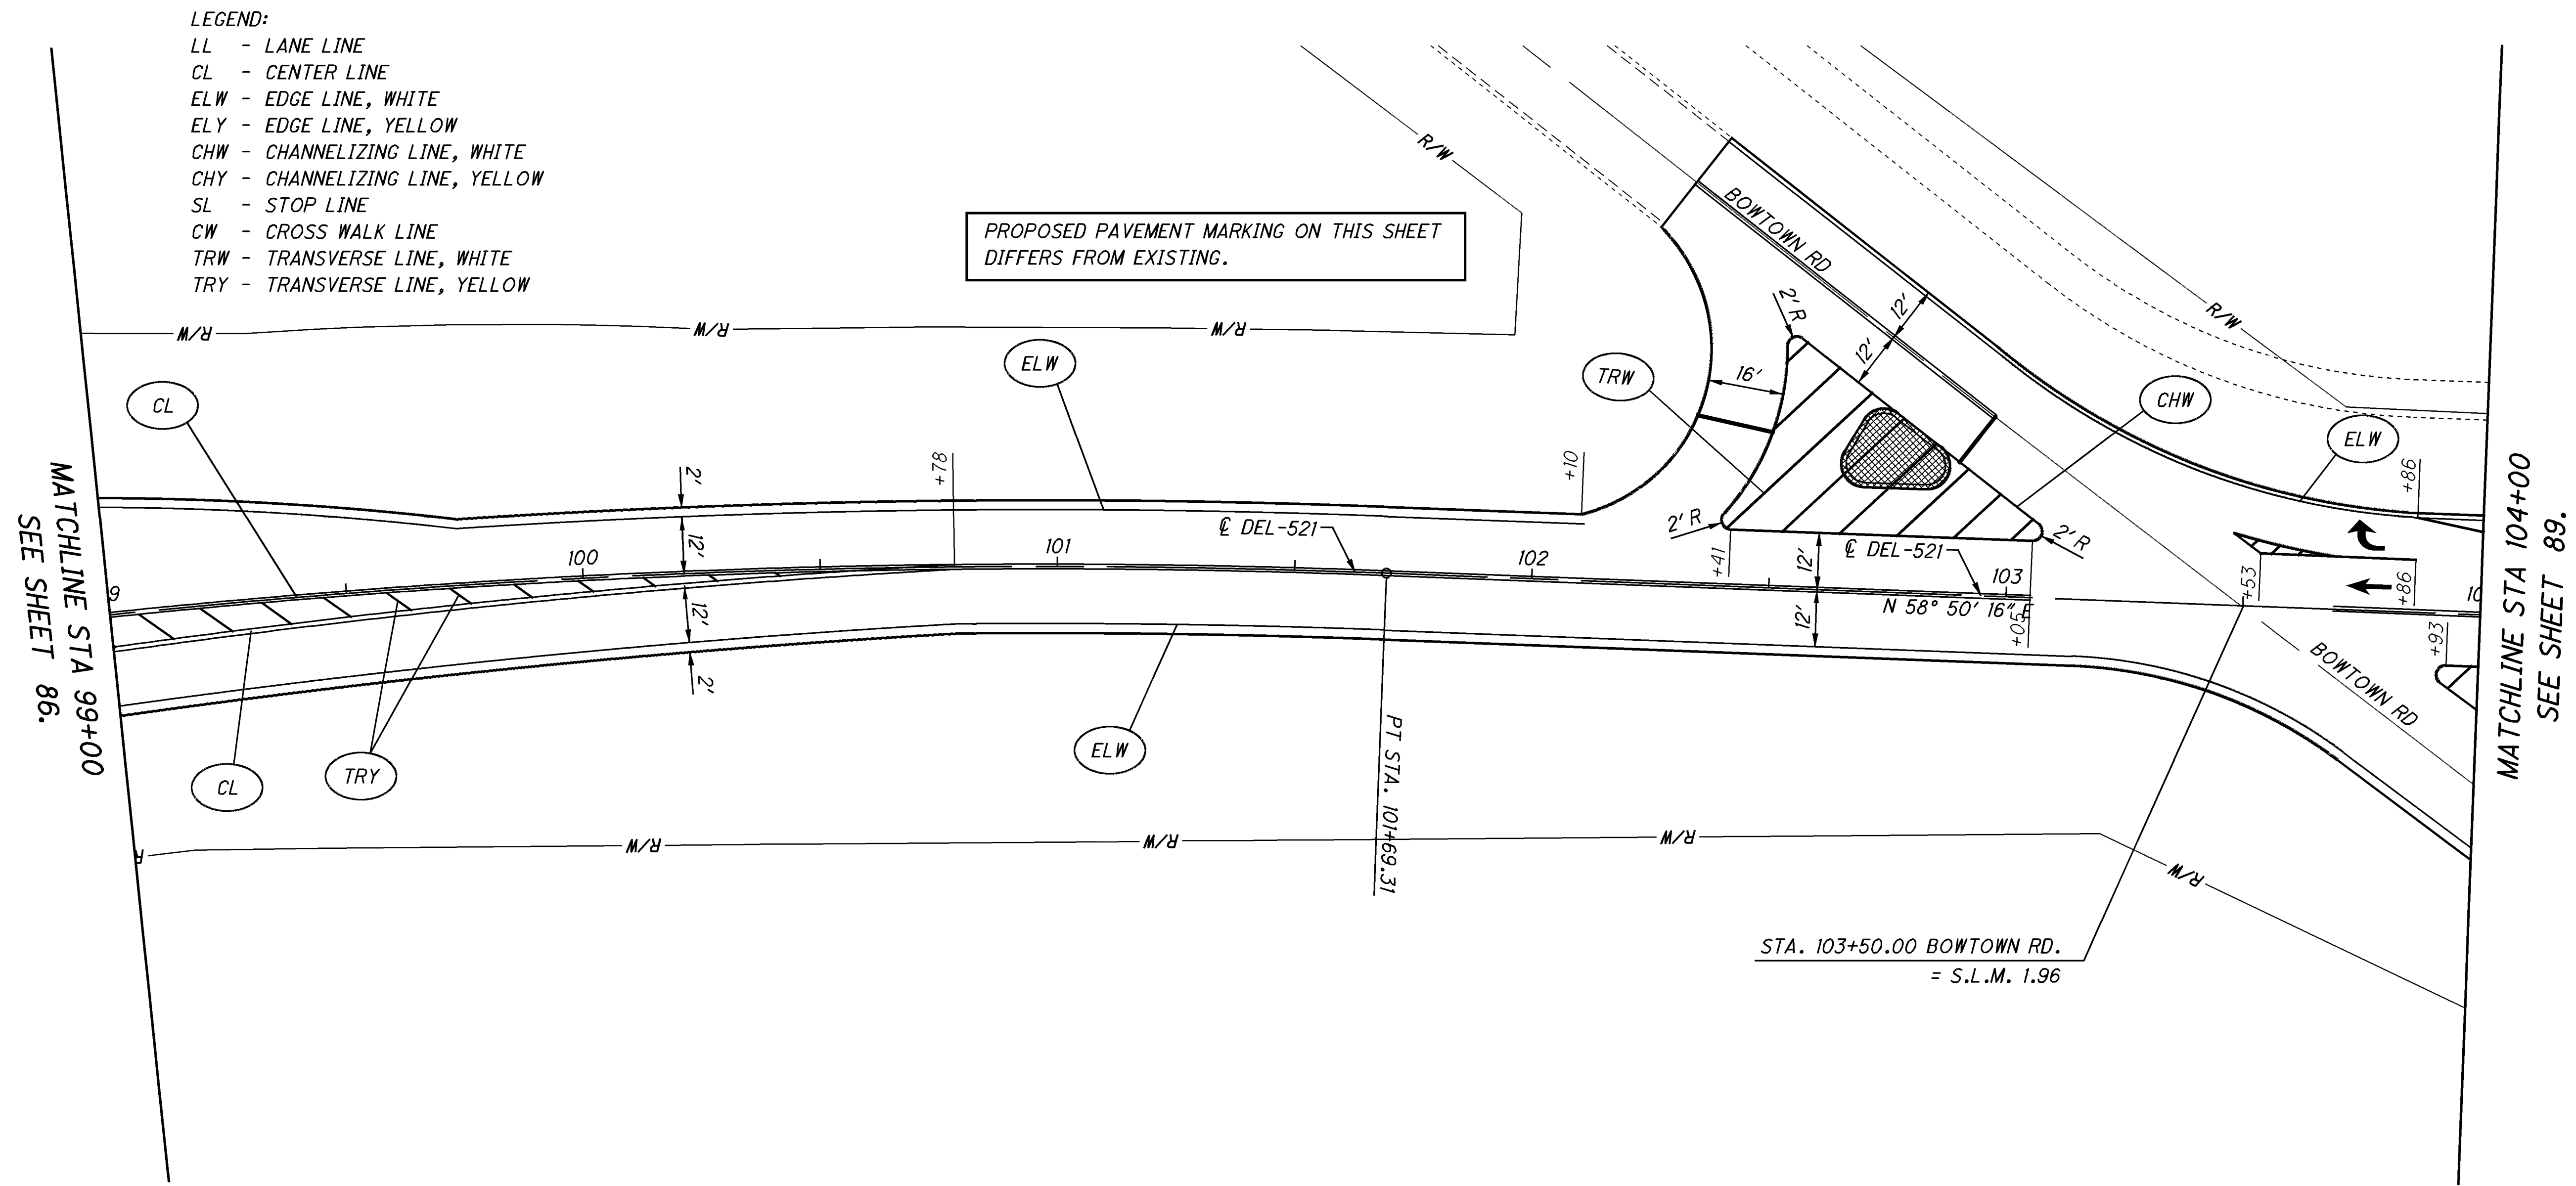 LEGEND:
LL - LANE LINE
CL - CENTER LINE
ELW - EDGE LINE, WHITE
ELY - EDGE LINE, YELLOW
CHW - CHANNELIZING LINE, WHITE
CHY - CHANNELIZING LINE, YELLOW
SL - STOP LINE
CW - CROSS WALK LINE
TRW - TRANSVERSE LINE, WHITE
TRY - TRANSVERSE LINE, YELLOW
PROPOSED PAVEMENT MARKING ON THIS SHEET
DIFFERS FROM EXISTING.
R/W
R/W
R/W
R/W
R/W
BOWTOWN RD
12'
12'
2' R
16'
TRW
CHW
ELW
ELW
CL
MATCHLINE STA 99+00
SEE SHEET 86.
MATCHLINE STA 104+00
SEE SHEET 89.
2'
12'
12'
2'
+78
+10
+86
℄ DEL-521
2' R
2' R
+41
12'
12'
℄ DEL-521
9
100
101
102
103
10
N 58° 50' 16" E
+05
+53
+86
+93
BOWTOWN RD
CL
TRY
ELW
PT STA. 101+69.31
R
R/W
R/W
R/W
R/W
STA. 103+50.00 BOWTOWN RD.
= S.L.M. 1.96